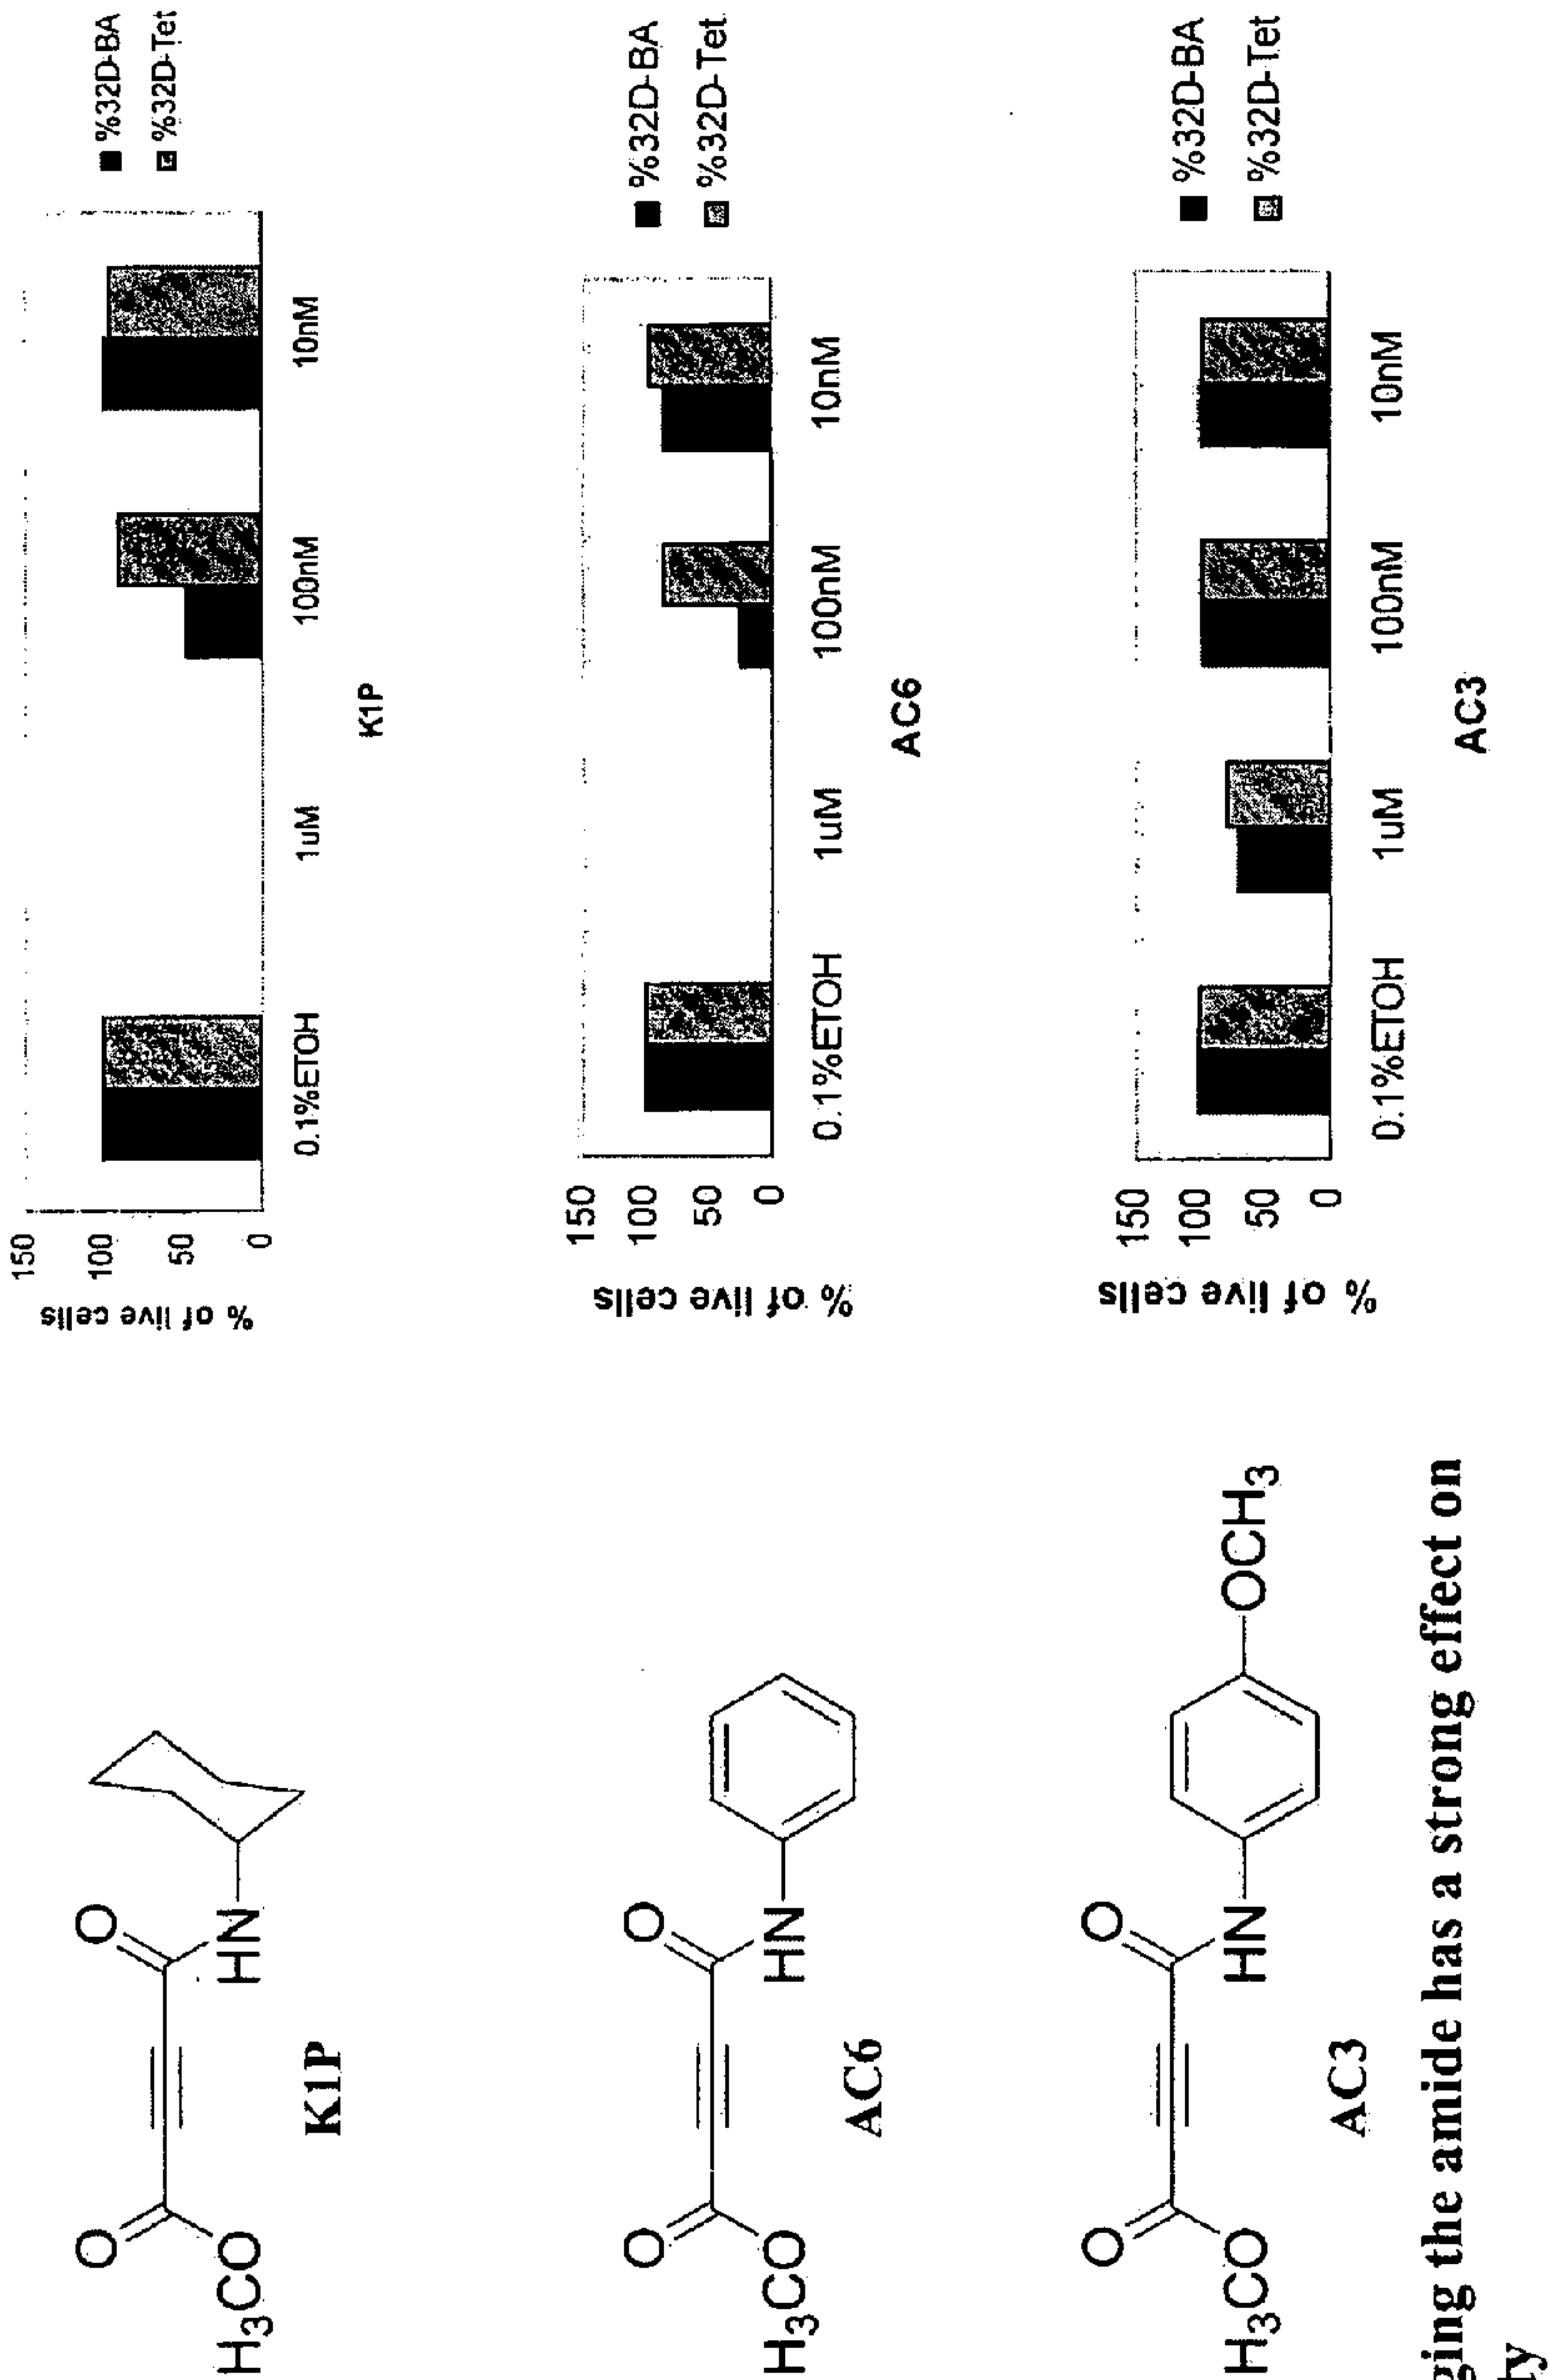 O
O
H₃CO
HN
K1P
% of live cells
150
100
50
0
0.1%ETOH
1uM
100nM
10nM
K1P
%32D-BA
%32D-Tet
O
O
H₃CO
HN
AC6
% of live cells
150
100
50
0
0.1%ETOH
1uM
100nM
10nM
AC6
%32D-BA
%32D-Tet
O
O
H₃CO
HN
OCH₃
AC3
% of live cells
150
100
50
0
0.1%ETOH
1uM
100nM
10nM
AC3
%32D-BA
%32D-Tet
ging the amide has a strong effect on
ty